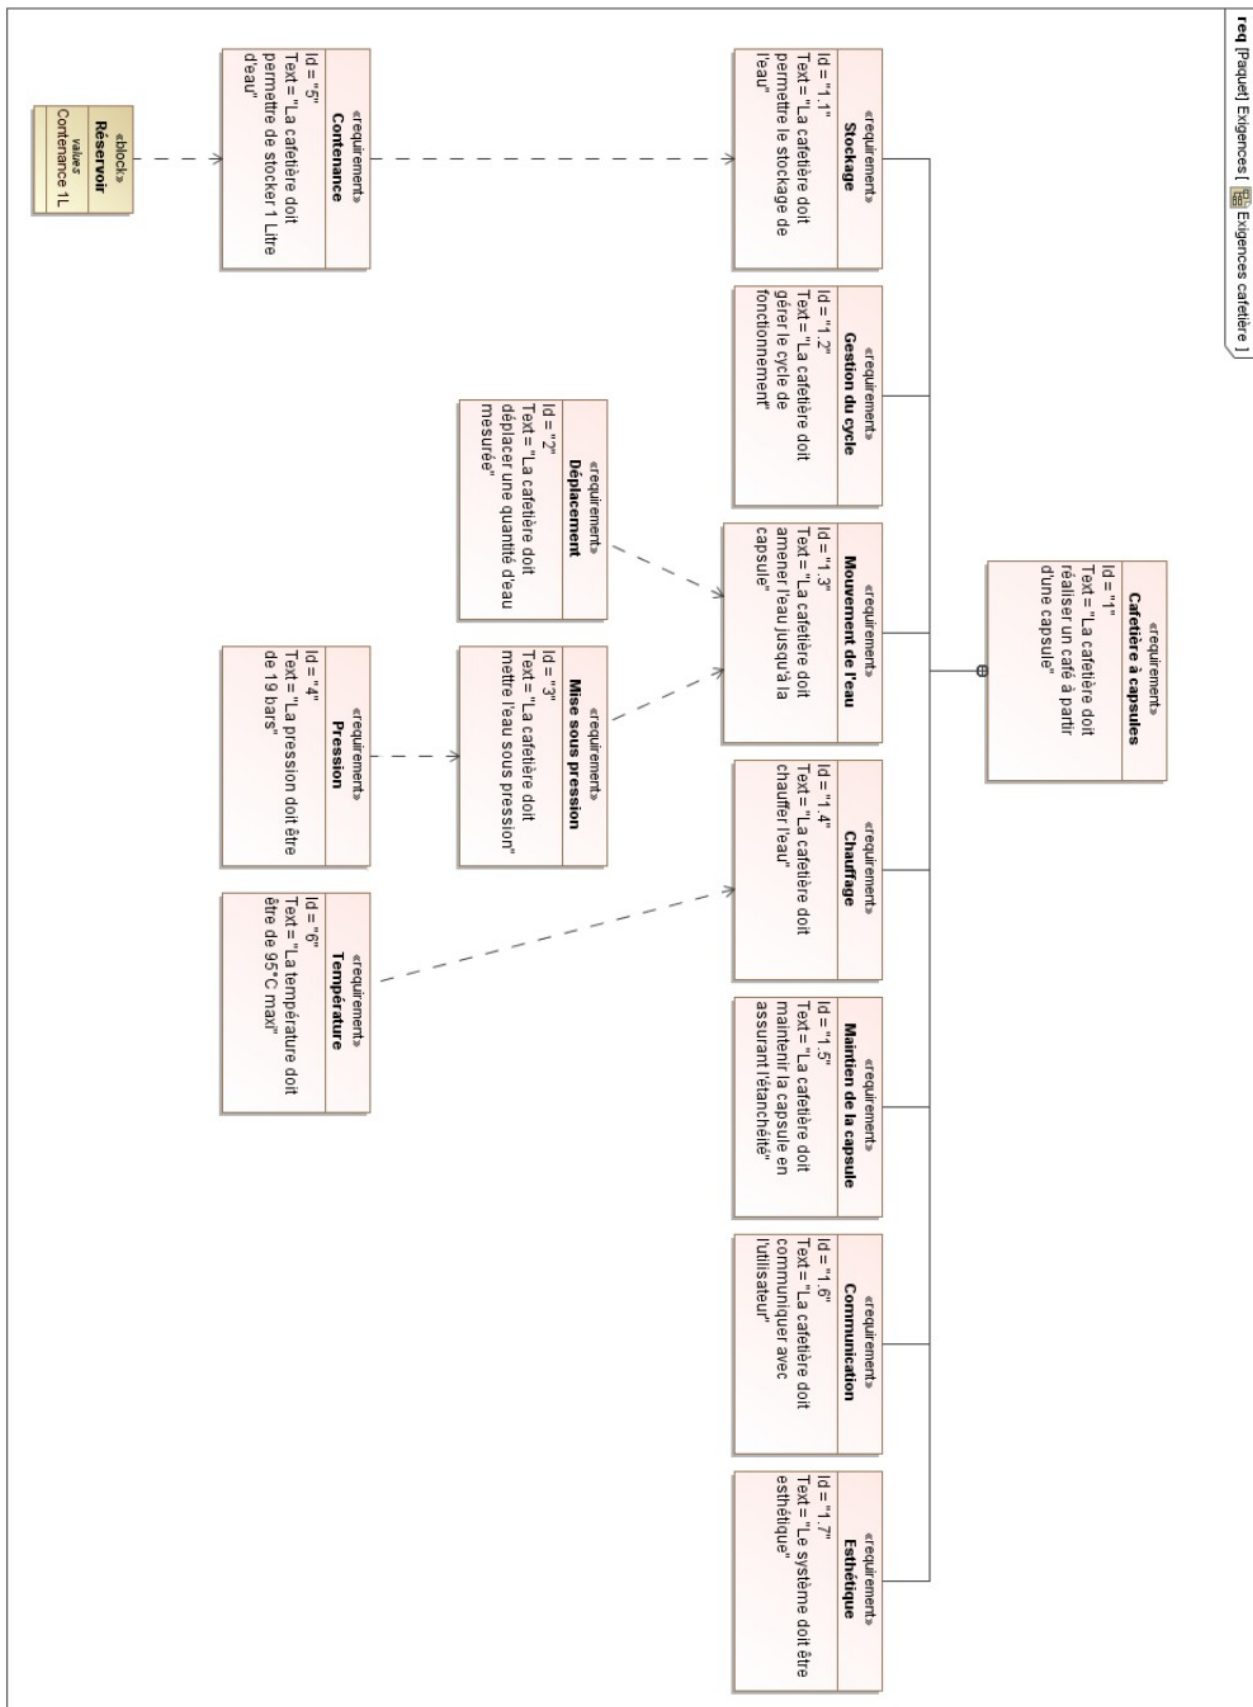 req [Paquet] Exigences [ Exigences cafetière ]
«requirement»
Cafetière à capsules
Id = "1"
Text = "La cafetière doit
réaliser un café à partir
d'une capsule"
«requirement»
Stockage
Id = "1.1"
Text = "La cafetière doit
permettre le stockage de
l'eau"
«requirement»
Gestion du cycle
Id = "1.2"
Text = "La cafetière doit
gérer le cycle de
fonctionnement"
«requirement»
Mouvement de l'eau
Id = "1.3"
Text = "La cafetière doit
amener l'eau jusqu'à la
capsule"
«requirement»
Chauffage
Id = "1.4"
Text = "La cafetière doit
chauffer l'eau"
«requirement»
Maintien de la capsule
Id = "1.5"
Text = "La cafetière doit
maintenir la capsule en
assurant l'étanchéité"
«requirement»
Communication
Id = "1.6"
Text = "La cafetière doit
communiquer avec
l'utilisateur"
«requirement»
Esthétique
Id = "1.7"
Text = "Le système doit être
esthétique"
«requirement»
Déplacement
Id = "2"
Text = "La cafetière doit
déplacer une quantité d'eau
mesurée"
«requirement»
Mise sous pression
Id = "3"
Text = "La cafetière doit
mettre l'eau sous pression"
«requirement»
Contenance
Id = "5"
Text = "La cafetière doit
permettre de stocker 1 Litre
d'eau"
«requirement»
Pression
Id = "4"
Text = "La pression doit être
de 19 bars"
«requirement»
Température
Id = "6"
Text = "La température doit
être de 95°C maxi"
«block»
Réservoir
values
Contenance 1L